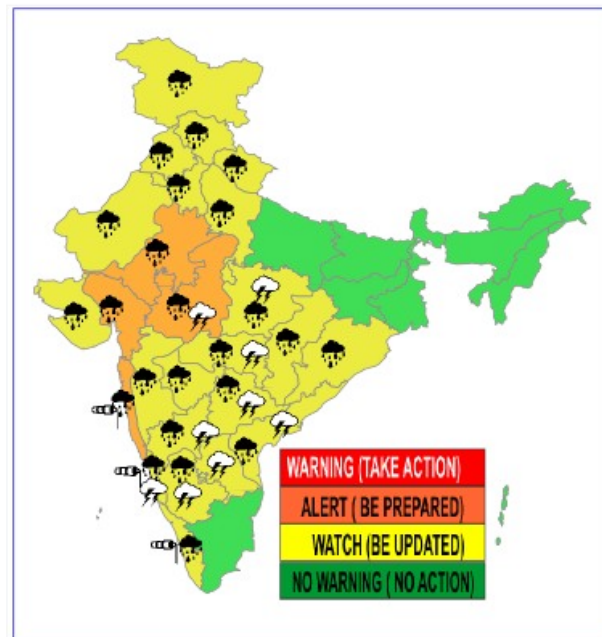 WARNING (TAKE ACTION)
ALERT ( BE PREPARED)
WATCH (BE UPDATED)
NO WARNING ( NO ACTION)